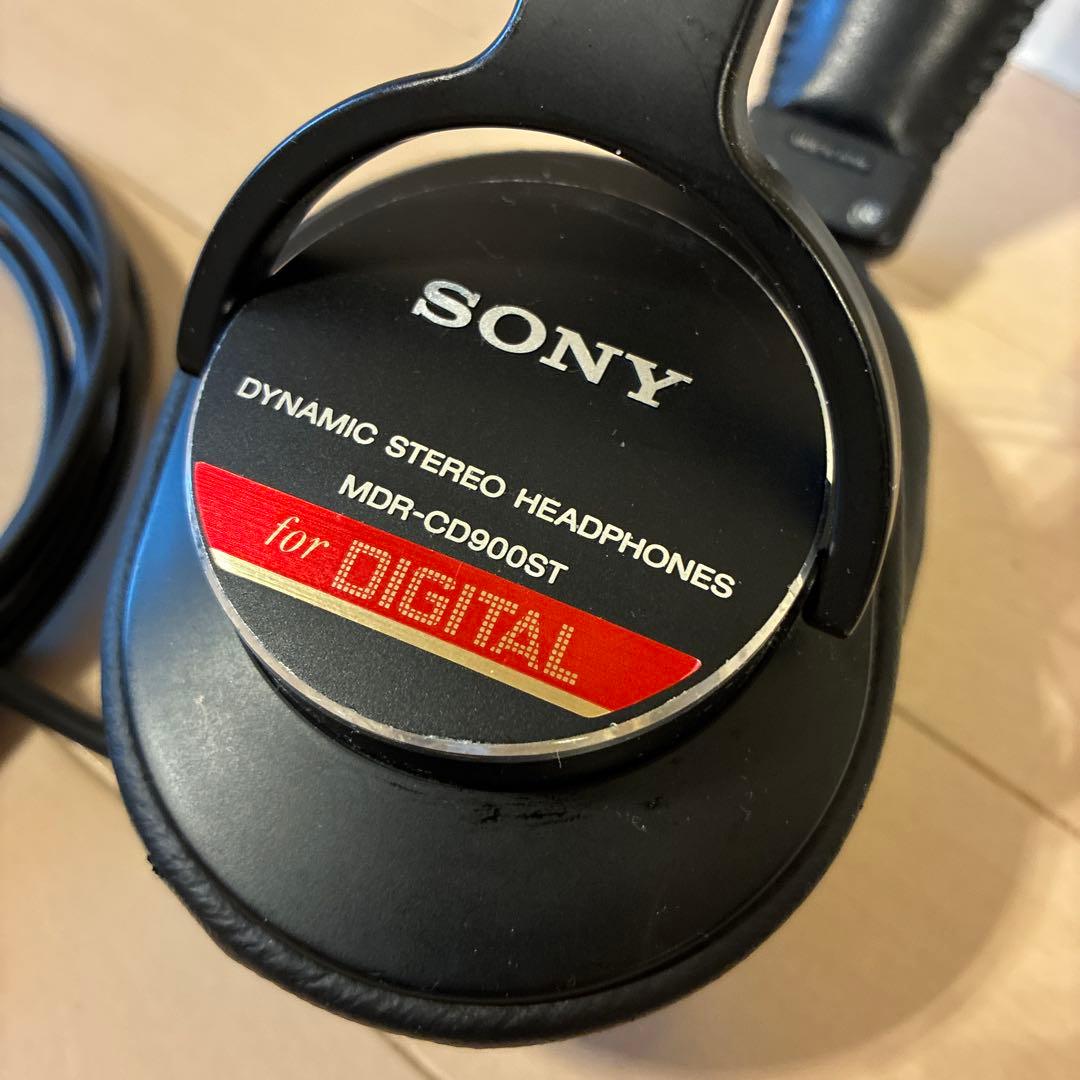 SONY
DYNAMIC STEREO HEADPHONES
MDR-CD900ST
for DIGITAL